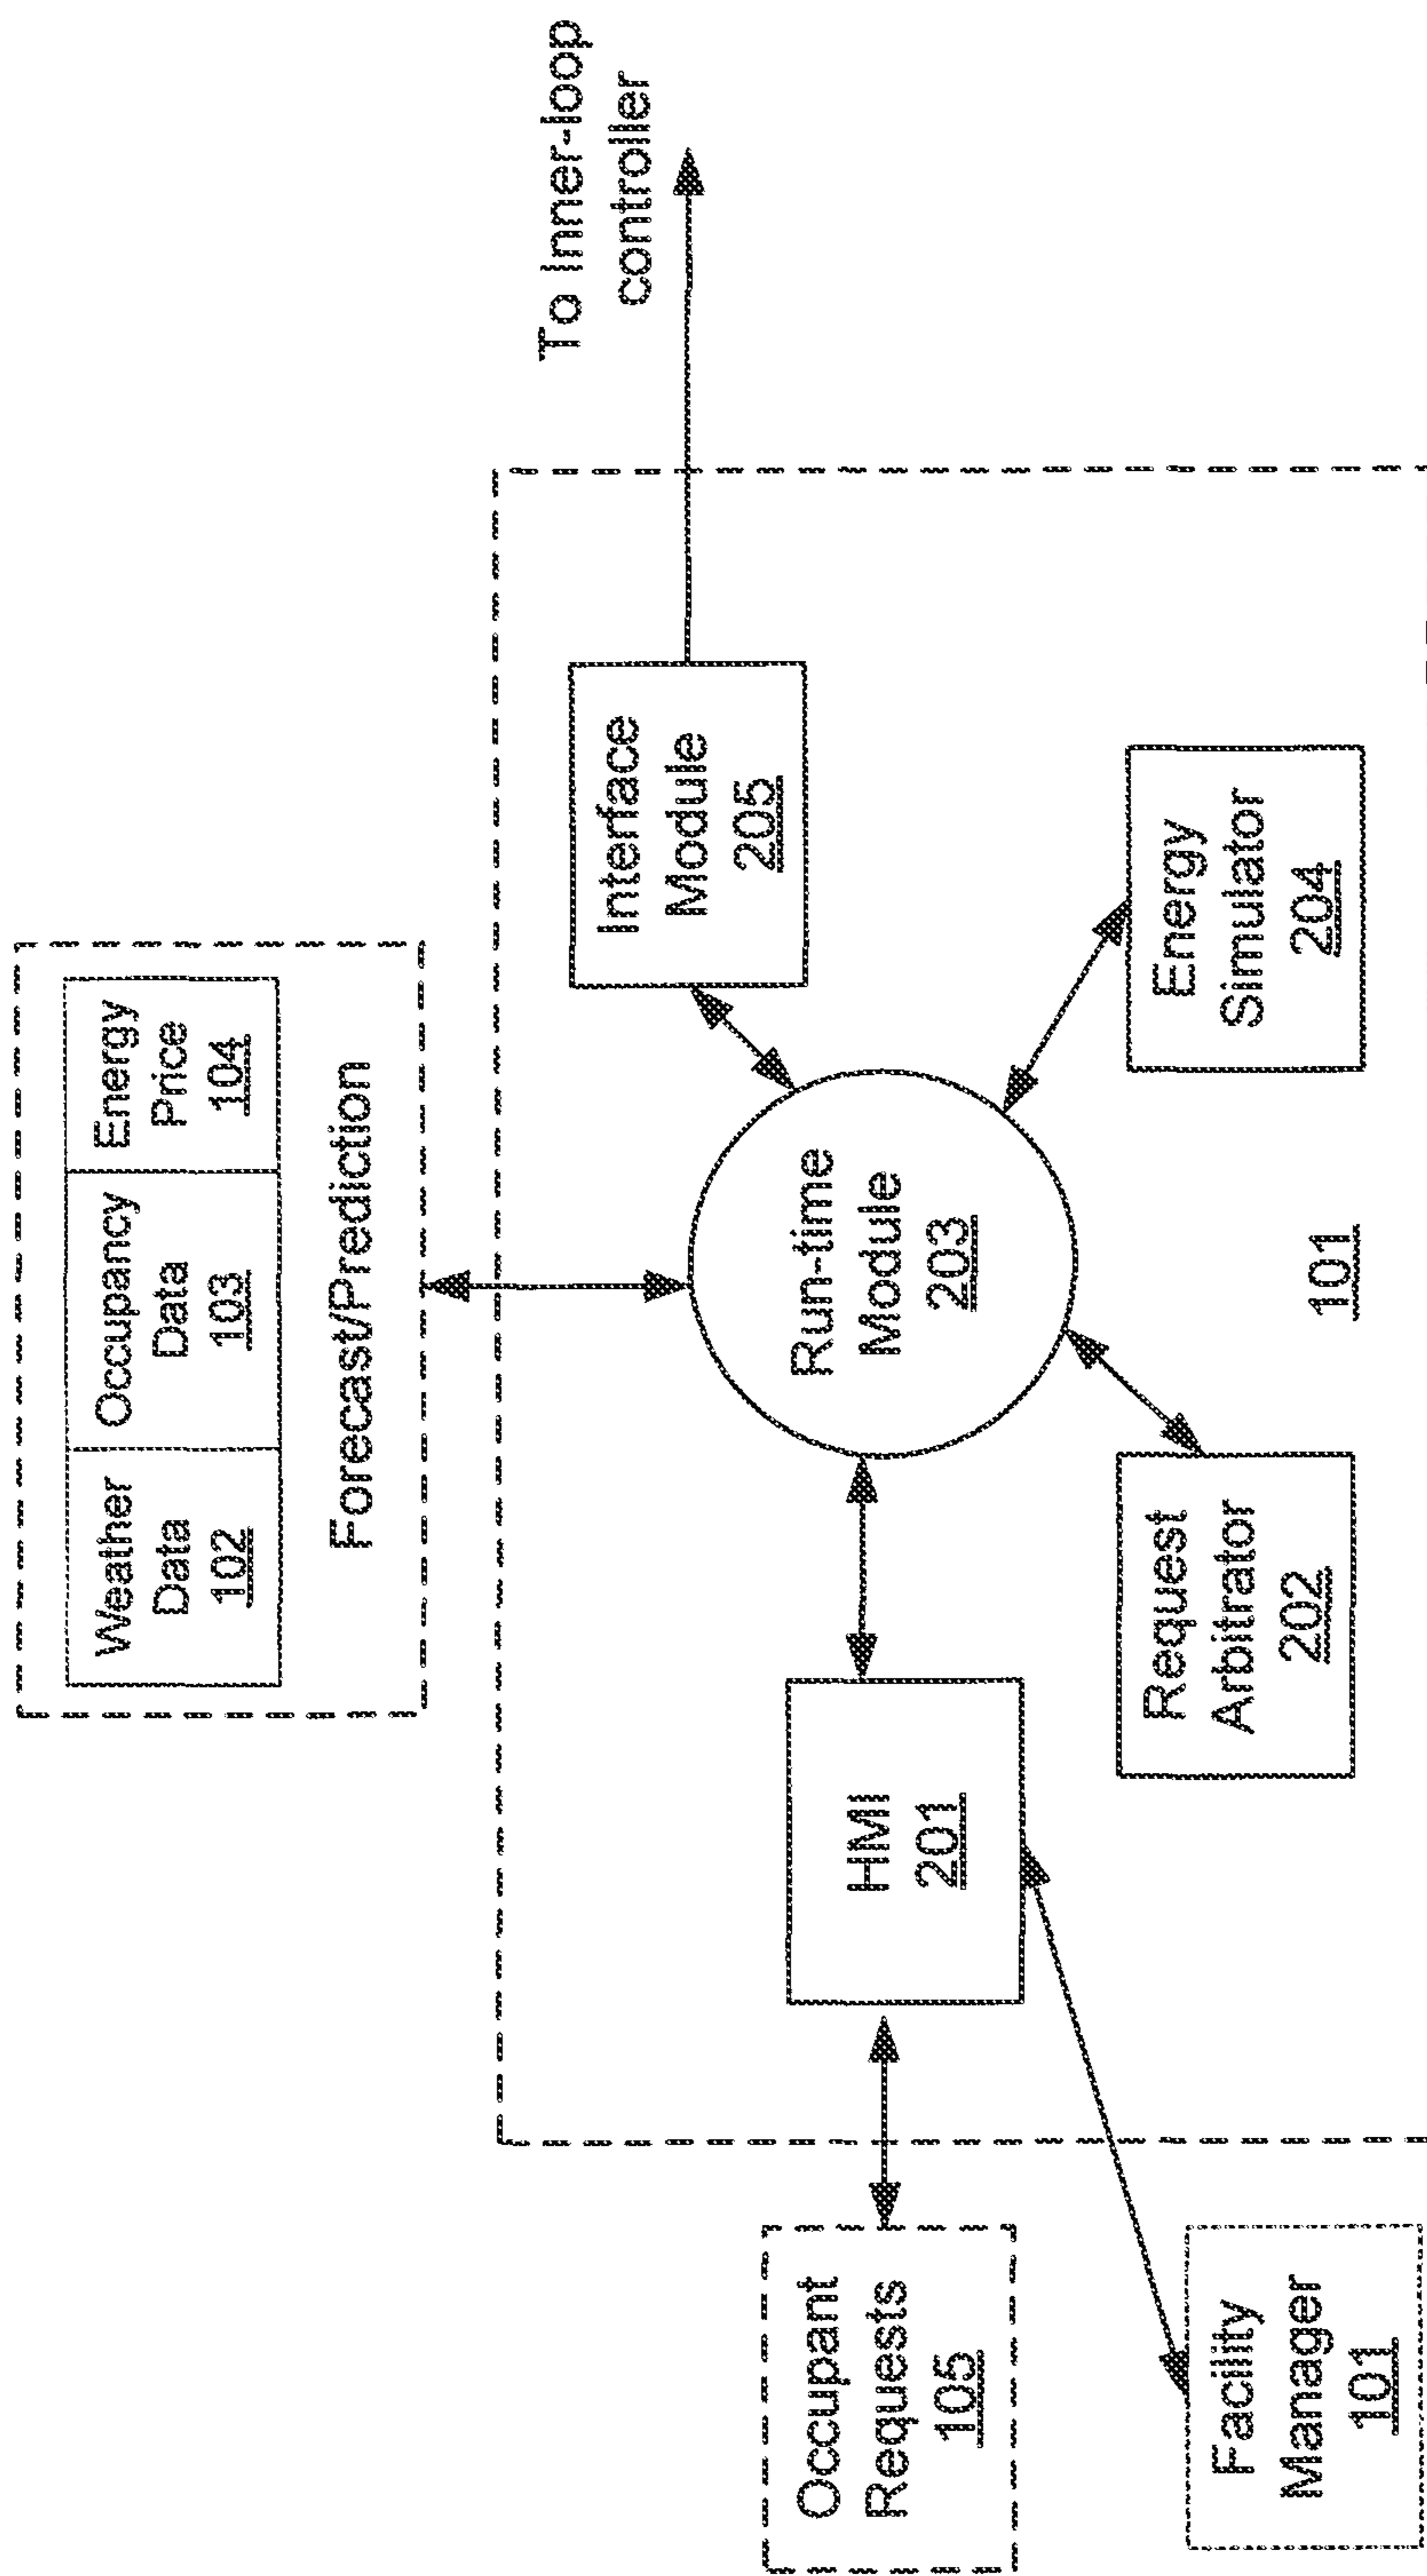 Weather
Data
102
Occupancy
Data
103
Energy
Price
104
Forecast/Prediction
To Inner-loop
controller
Interface
Module
205
Run-time
Module
203
Energy
Simulator
204
HMI
201
Request
Arbitrator
202
101
Occupant
Requests
105
Facility
Manager
101